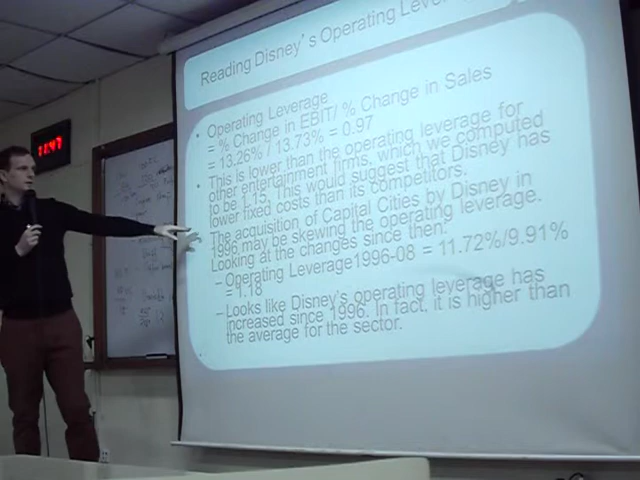 Reading Disney's Operating
• Operating Leverage
= % Change in EBIT/ % Change in Sales
= 13.26% / 13.73% = 0.97
• This is lower than the operating leverage for
other entertainment firms, which we computed
to be 1.15. This would suggest that Disney has
lower fixed costs than its competitors.
The acquisition of Capital Cities by Disney in
1996 may be skewing the operating leverage.
Looking at the changes since then:
– Operating Leverage1996-08 = 11.72%/9.91%
= 1.18
– Looks like Disney's operating leverage has
increased since 1996. In fact, it is higher than
the average for the sector.